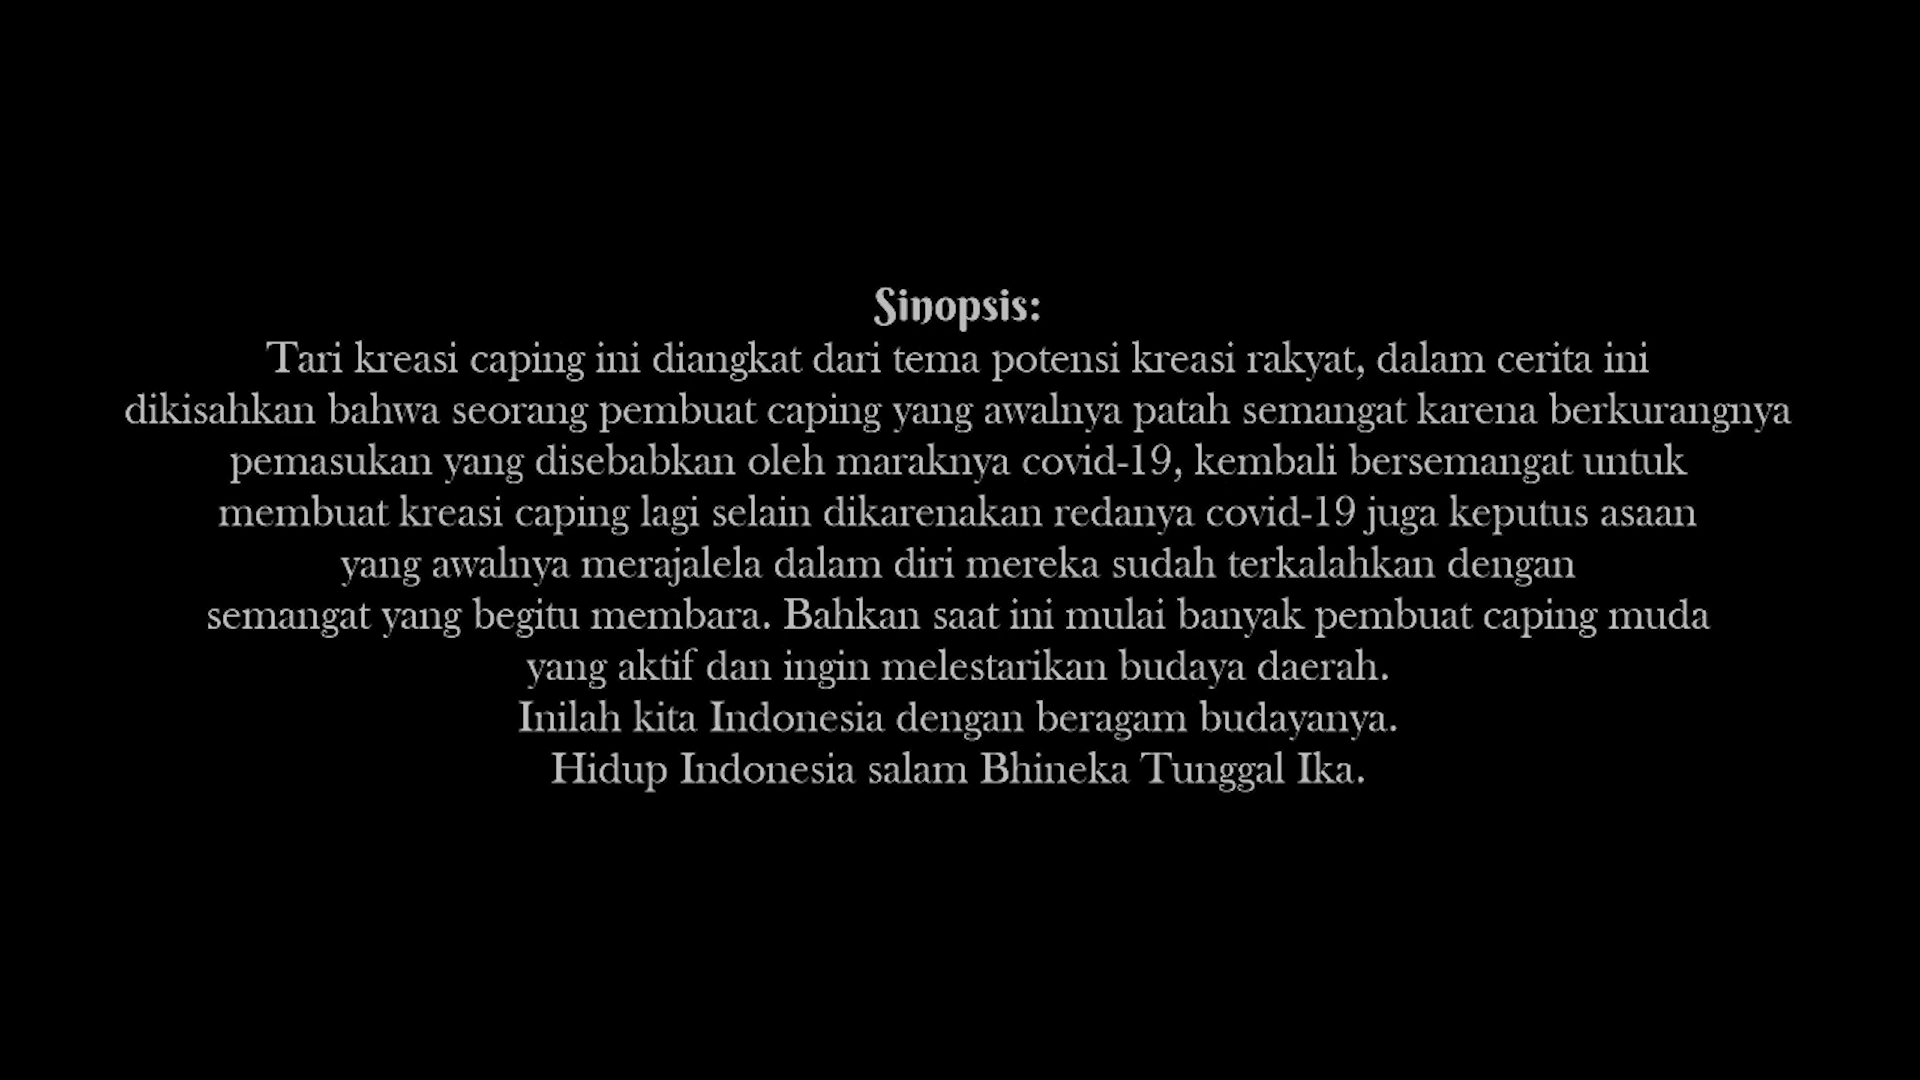 Sinopsis:
Tari kreasi caping ini diangkat dari tema potensi kreasi rakyat, dalam cerita ini
dikisahkan bahwa seorang pembuat caping yang awalnya patah semangat karena berkurangnya
pemasukan yang disebabkan oleh maraknya covid-19, kembali bersemangat untuk
membuat kreasi caping lagi selain dikarenakan redanya covid-19 juga keputus asaan
yang awalnya merajalela dalam diri mereka sudah terkalahkan dengan
semangat yang begitu membara. Bahkan saat ini mulai banyak pembuat caping muda
yang aktif dan ingin melestarikan budaya daerah.
Inilah kita Indonesia dengan beragam budayanya.
Hidup Indonesia salam Bhineka Tunggal Ika.